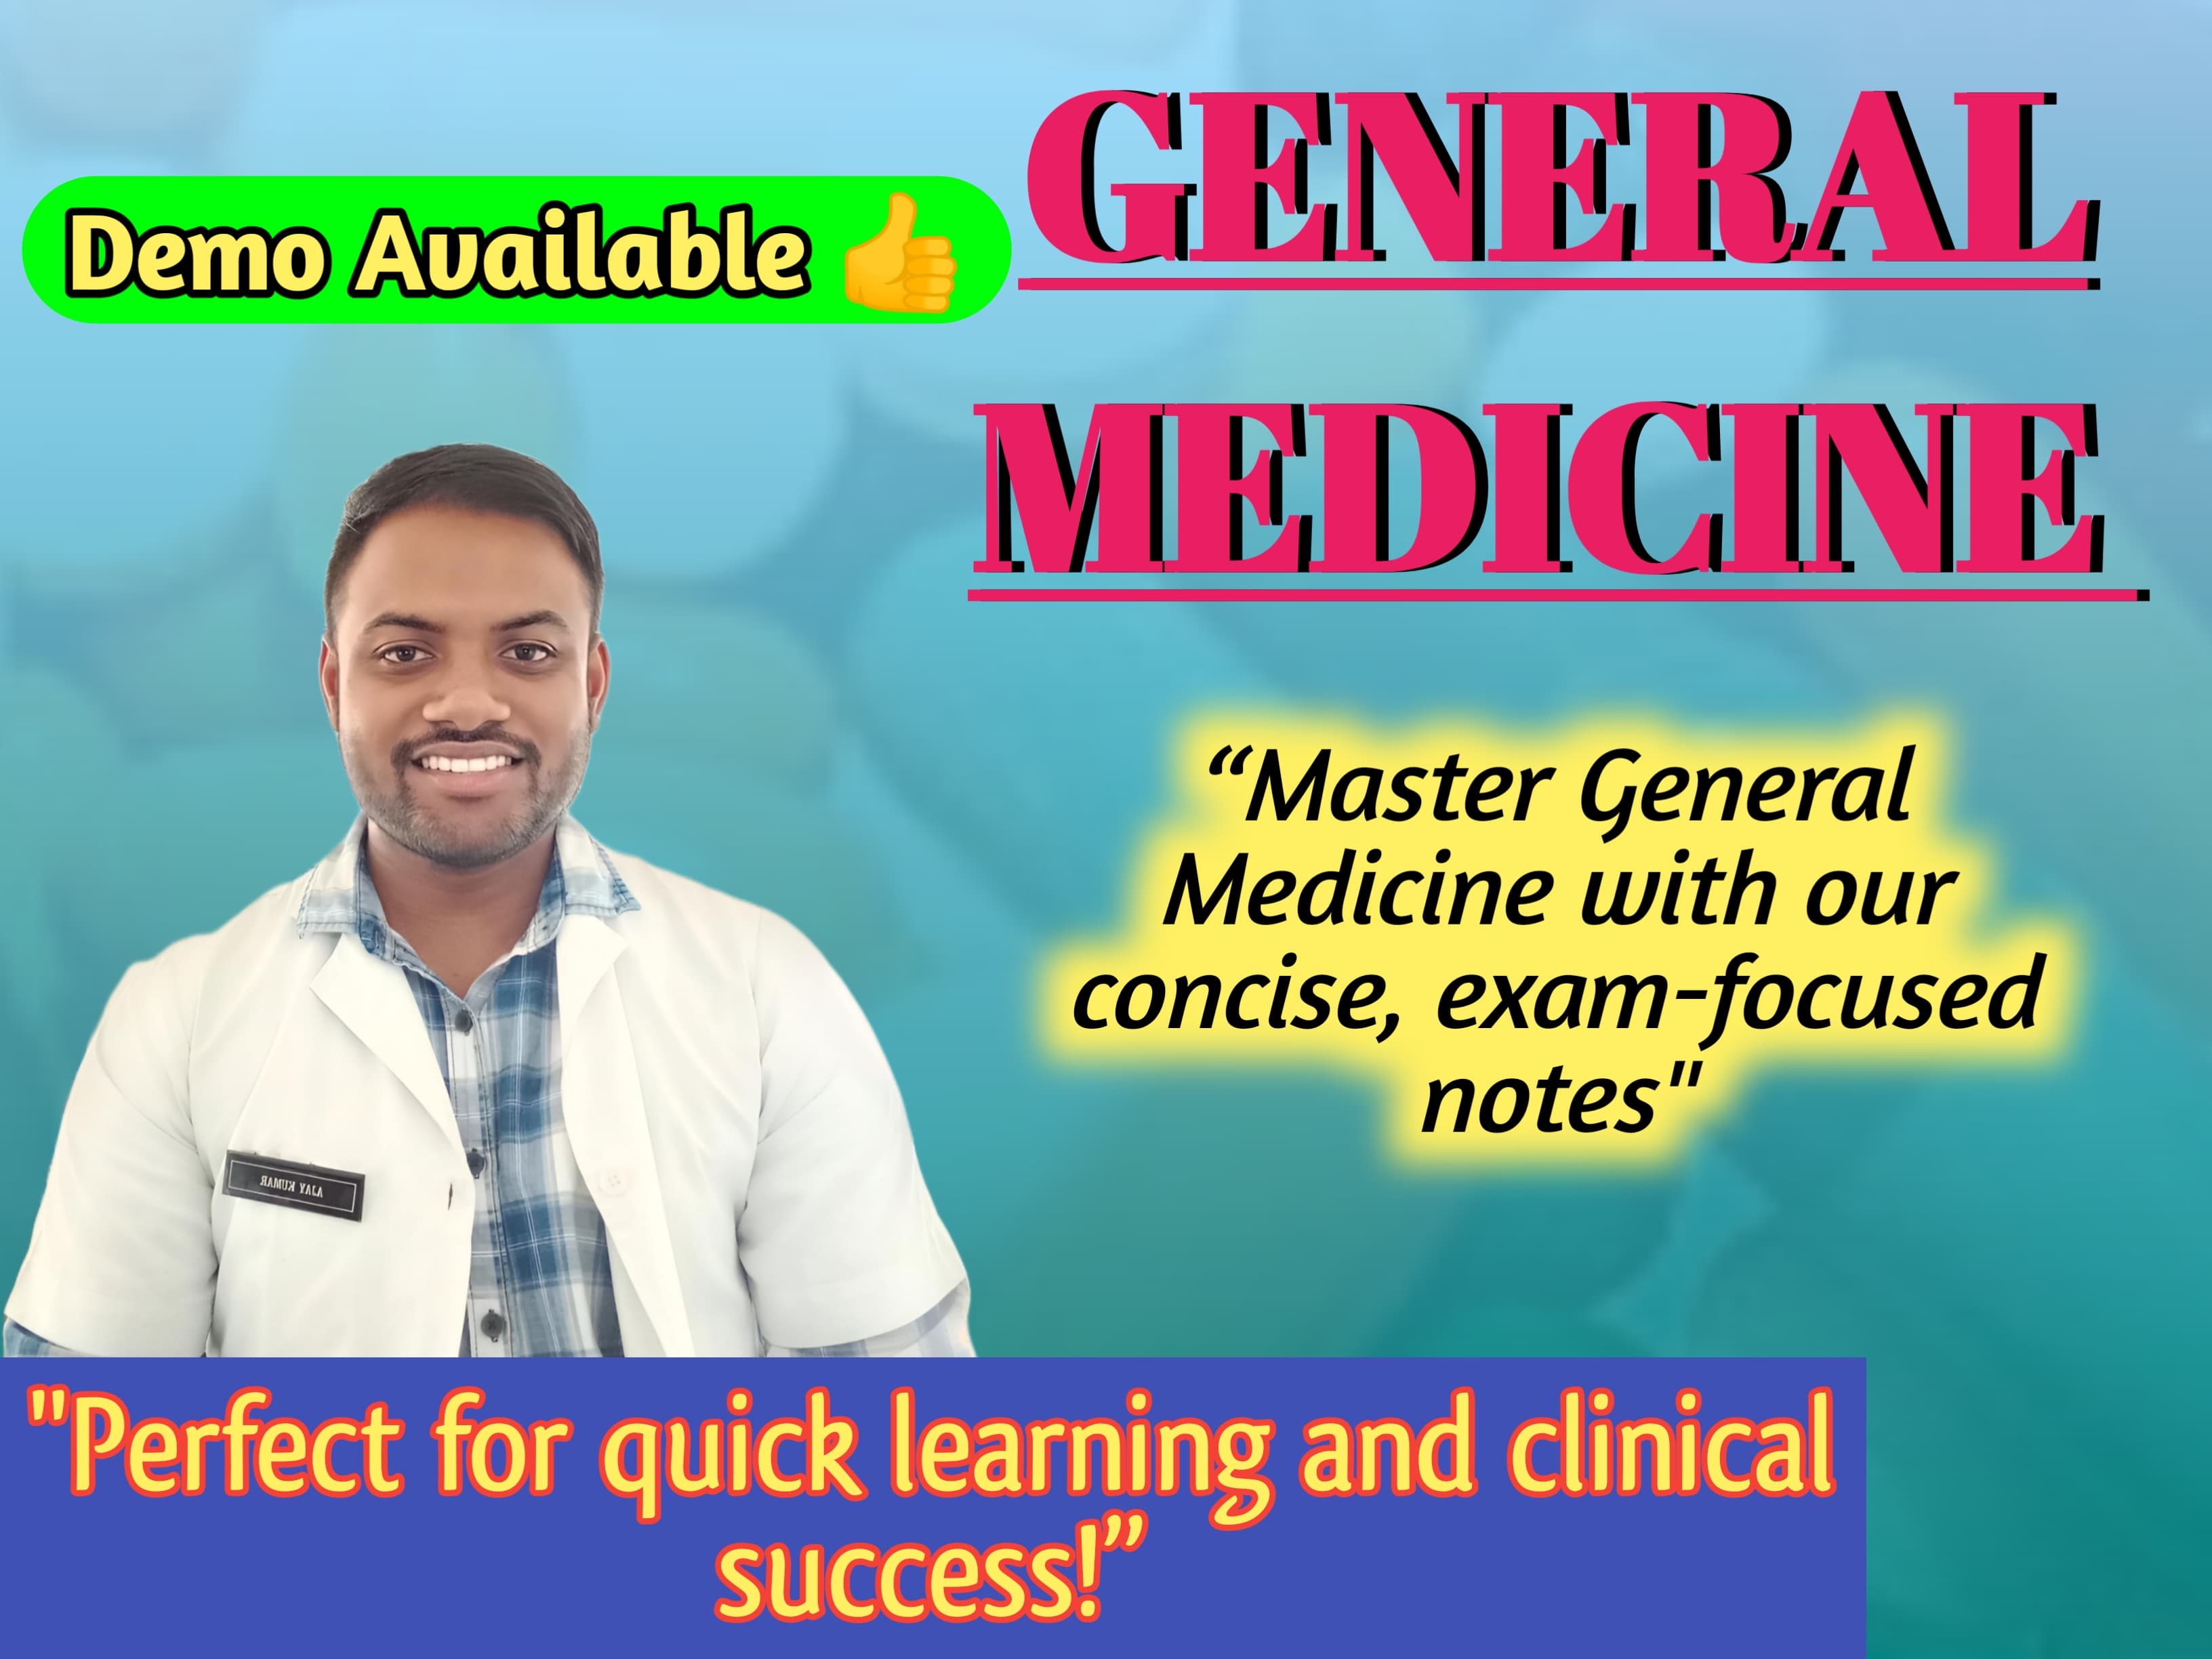 Demo Available 👍
GENERAL
MEDICINE
“Master General
Medicine with our
concise, exam-focused
notes"
AJAY KUMAR
"Perfect for quick learning and clinical
success!”